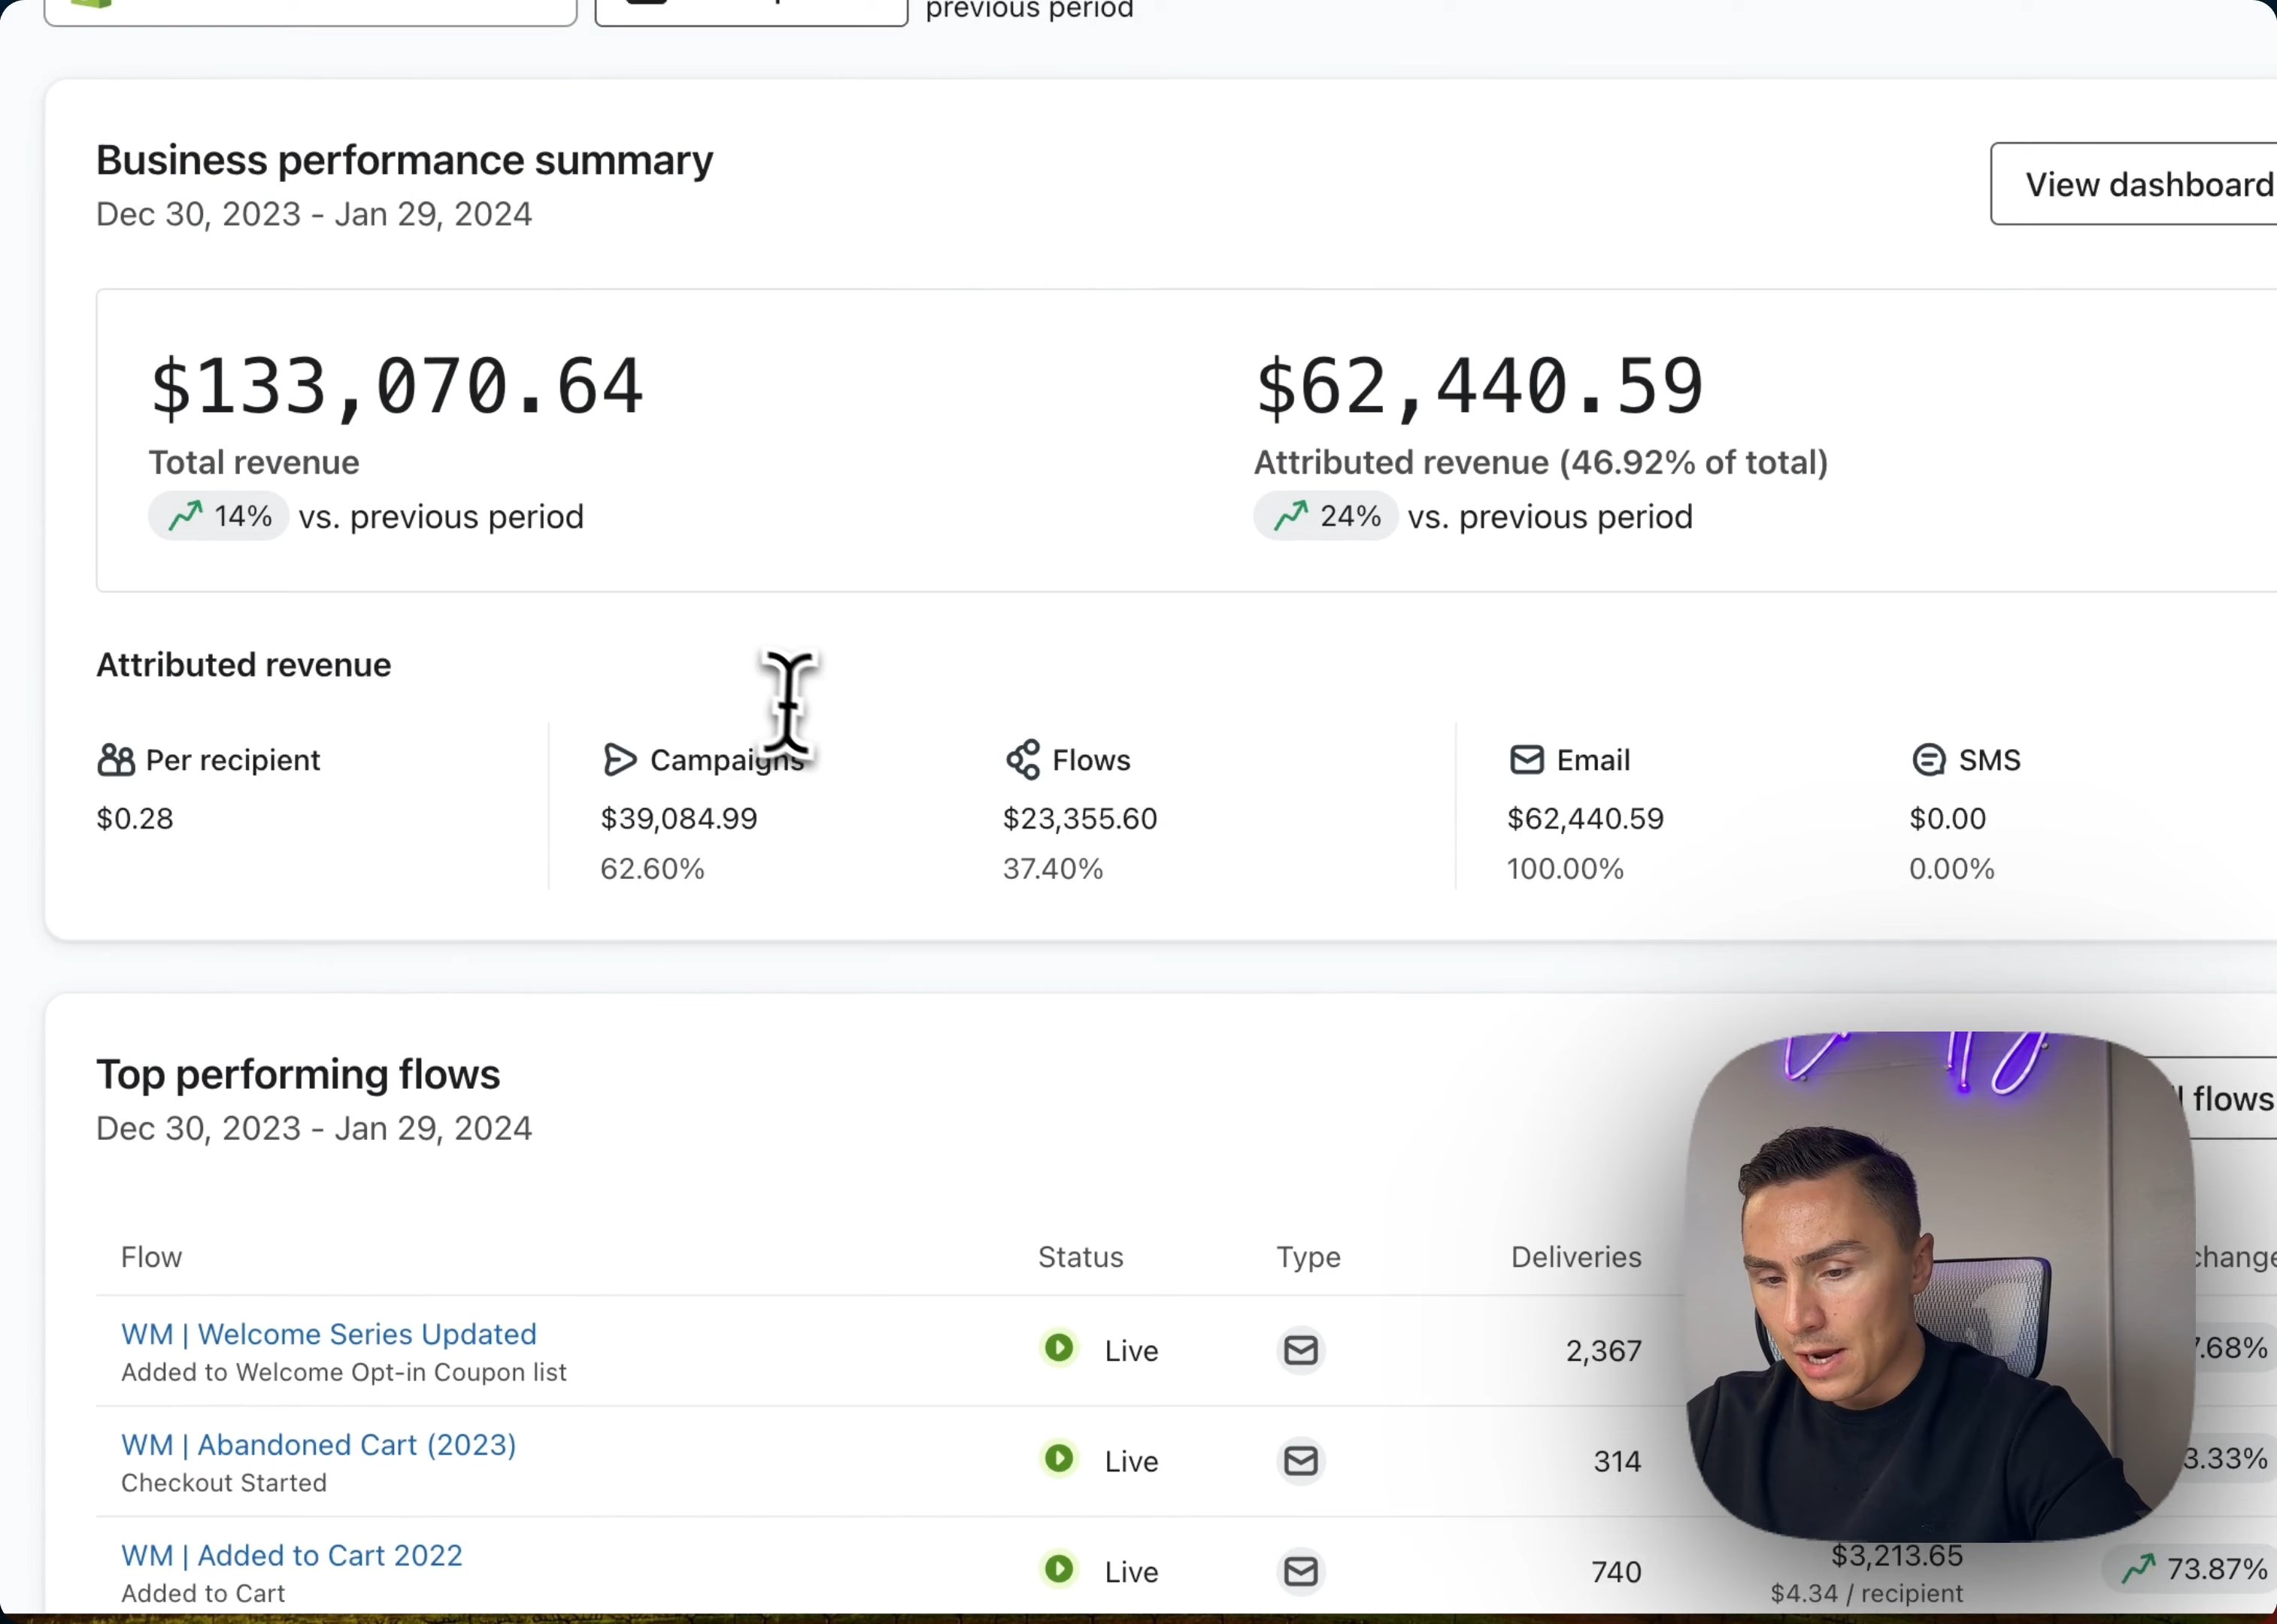 previous period
Business performance summary
View dashboard
Dec 30, 2023 - Jan 29, 2024
$133,070.64
$62,440.59
Total revenue
Attributed revenue (46.92% of total)
14% vs. previous period
24% vs. previous period
Attributed revenue
Per recipient
Campaigns
Flows
Email
SMS
$0.28
$39,084.99
$23,355.60
$62,440.59
$0.00
62.60%
37.40%
100.00%
0.00%
Top performing flows
flows
Dec 30, 2023 - Jan 29, 2024
Flow
Status
Type
Deliveries
change
WM | Welcome Series Updated
Added to Welcome Opt-in Coupon list
Live
2,367
.68%
WM | Abandoned Cart (2023)
Checkout Started
Live
314
3.33%
WM | Added to Cart 2022
Added to Cart
Live
740
$3,213.65
$4.34 / recipient
73.87%